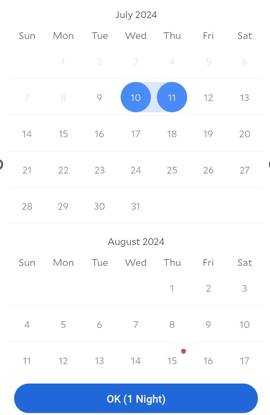 July 2024
Sun Mon Tue Wed Thu Fri Sat
1 2 3 4 5 6
7 8 9 10 11 12 13
14 15 16 17 18 19 20
21 22 23 24 25 26 27
28 29 30 31
August 2024
Sun Mon Tue Wed Thu Fri Sat
1 2 3
4 5 6 7 8 9 10
11 12 13 14 15 16 17
OK (1 Night)